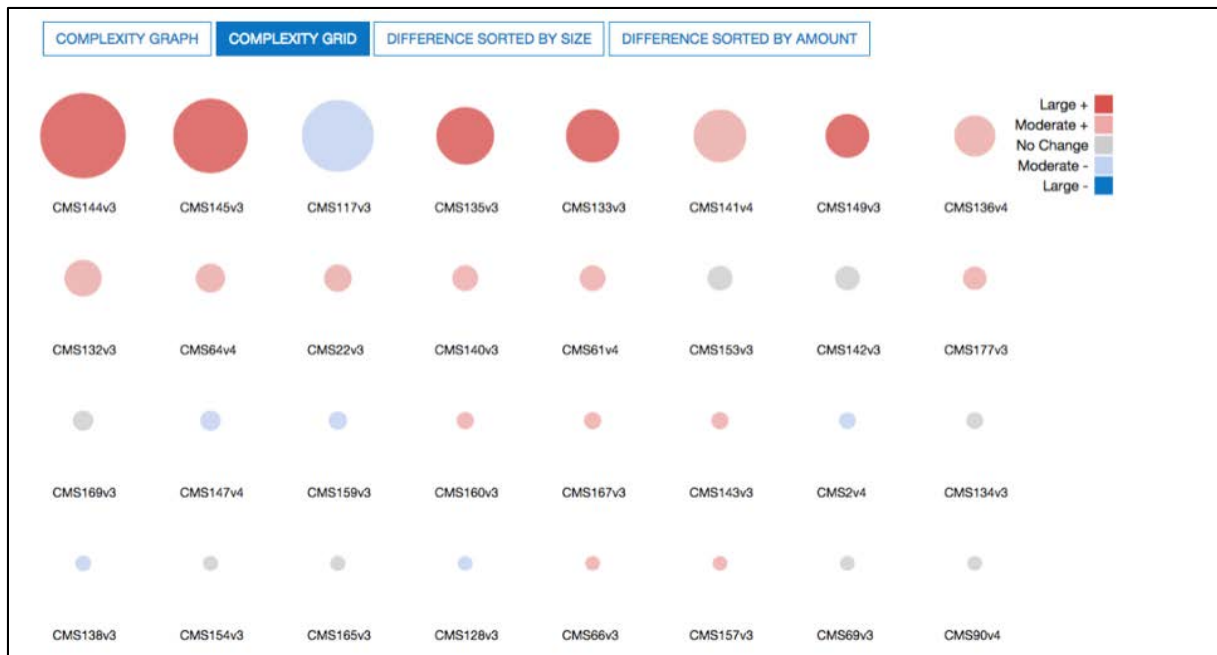 COMPLEXITY GRAPH COMPLEXITY GRID DIFFERENCE SORTED BY SIZE DIFFERENCE SORTED BY AMOUNT
Large +
Moderate +
No Change
Moderate -
Large -
CMS144v3 CMS145v3 CMS117v3 CMS135v3 CMS133v3 CMS141v4 CMS149v3 CMS136v4
CMS132v3 CMS64v4 CMS22v3 CMS140v3 CMS61v4 CMS153v3 CMS142v3 CMS177v3
CMS169v3 CMS147v4 CMS159v3 CMS160v3 CMS167v3 CMS143v3 CMS2v4 CMS134v3
CMS138v3 CMS154v3 CMS165v3 CMS128v3 CMS66v3 CMS157v3 CMS69v3 CMS90v4